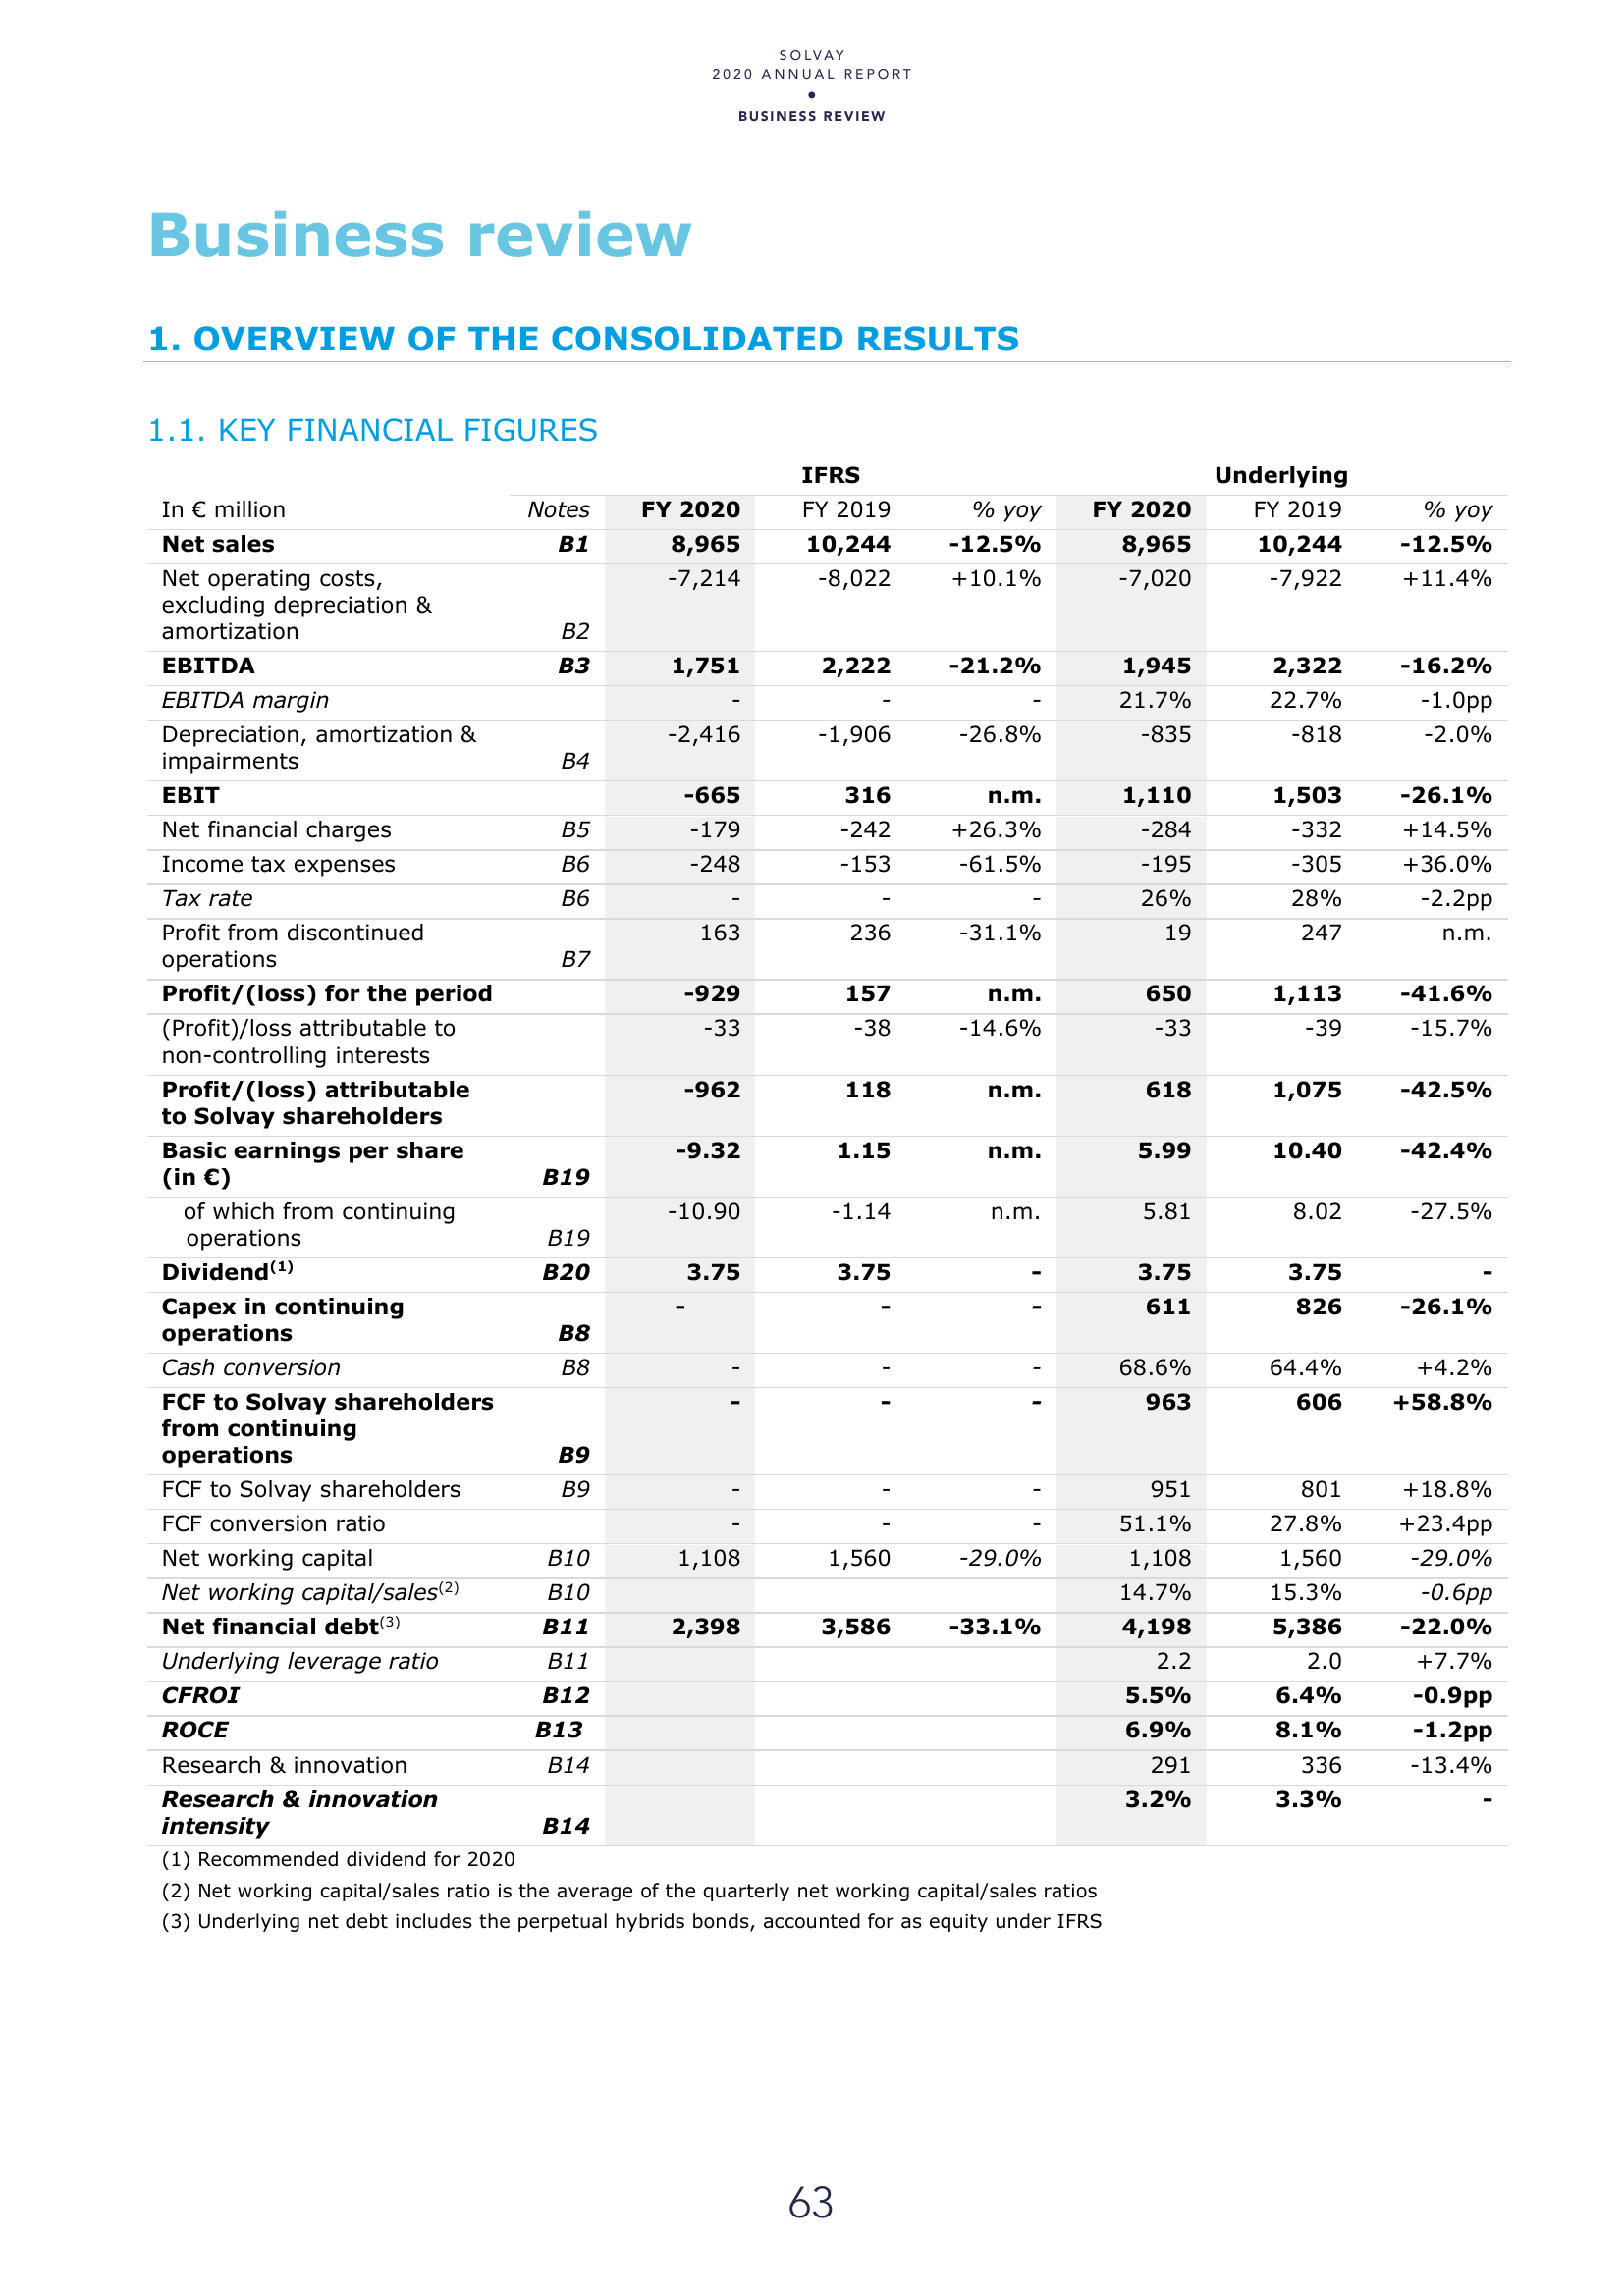 SOLVAY
2020 ANNUAL REPORT
•
BUSINESS REVIEW
Business review
1. OVERVIEW OF THE CONSOLIDATED RESULTS
1.1. KEY FINANCIAL FIGURES
IFRS Underlying
In € million Notes FY 2020 FY 2019 % yoy FY 2020 FY 2019 % yoy
Net sales B1 8,965 10,244 -12.5% 8,965 10,244 -12.5%
Net operating costs, -7,214 -8,022 +10.1% -7,020 -7,922 +11.4%
excluding depreciation &
amortization B2
EBITDA B3 1,751 2,222 -21.2% 1,945 2,322 -16.2%
EBITDA margin - - - 21.7% 22.7% -1.0pp
Depreciation, amortization & -2,416 -1,906 -26.8% -835 -818 -2.0%
impairments B4
EBIT -665 316 n.m. 1,110 1,503 -26.1%
Net financial charges B5 -179 -242 +26.3% -284 -332 +14.5%
Income tax expenses B6 -248 -153 -61.5% -195 -305 +36.0%
Tax rate B6 - - - 26% 28% -2.2pp
Profit from discontinued 163 236 -31.1% 19 247 n.m.
operations B7
Profit/(loss) for the period -929 157 n.m. 650 1,113 -41.6%
(Profit)/loss attributable to -33 -38 -14.6% -33 -39 -15.7%
non-controlling interests
Profit/(loss) attributable -962 118 n.m. 618 1,075 -42.5%
to Solvay shareholders
Basic earnings per share -9.32 1.15 n.m. 5.99 10.40 -42.4%
(in €) B19
of which from continuing -10.90 -1.14 n.m. 5.81 8.02 -27.5%
operations B19
Dividend(1) B20 3.75 3.75 - 3.75 3.75 -
Capex in continuing - - - 611 826 -26.1%
operations B8
Cash conversion B8 - - - 68.6% 64.4% +4.2%
FCF to Solvay shareholders - - - 963 606 +58.8%
from continuing
operations B9
FCF to Solvay shareholders B9 - - - 951 801 +18.8%
FCF conversion ratio - - - 51.1% 27.8% +23.4pp
Net working capital B10 1,108 1,560 -29.0% 1,108 1,560 -29.0%
Net working capital/sales(2) B10 14.7% 15.3% -0.6pp
Net financial debt(3) B11 2,398 3,586 -33.1% 4,198 5,386 -22.0%
Underlying leverage ratio B11 2.2 2.0 +7.7%
CFROI B12 5.5% 6.4% -0.9pp
ROCE B13 6.9% 8.1% -1.2pp
Research & innovation B14 291 336 -13.4%
Research & innovation 3.2% 3.3% -
intensity B14
(1) Recommended dividend for 2020
(2) Net working capital/sales ratio is the average of the quarterly net working capital/sales ratios
(3) Underlying net debt includes the perpetual hybrids bonds, accounted for as equity under IFRS
63